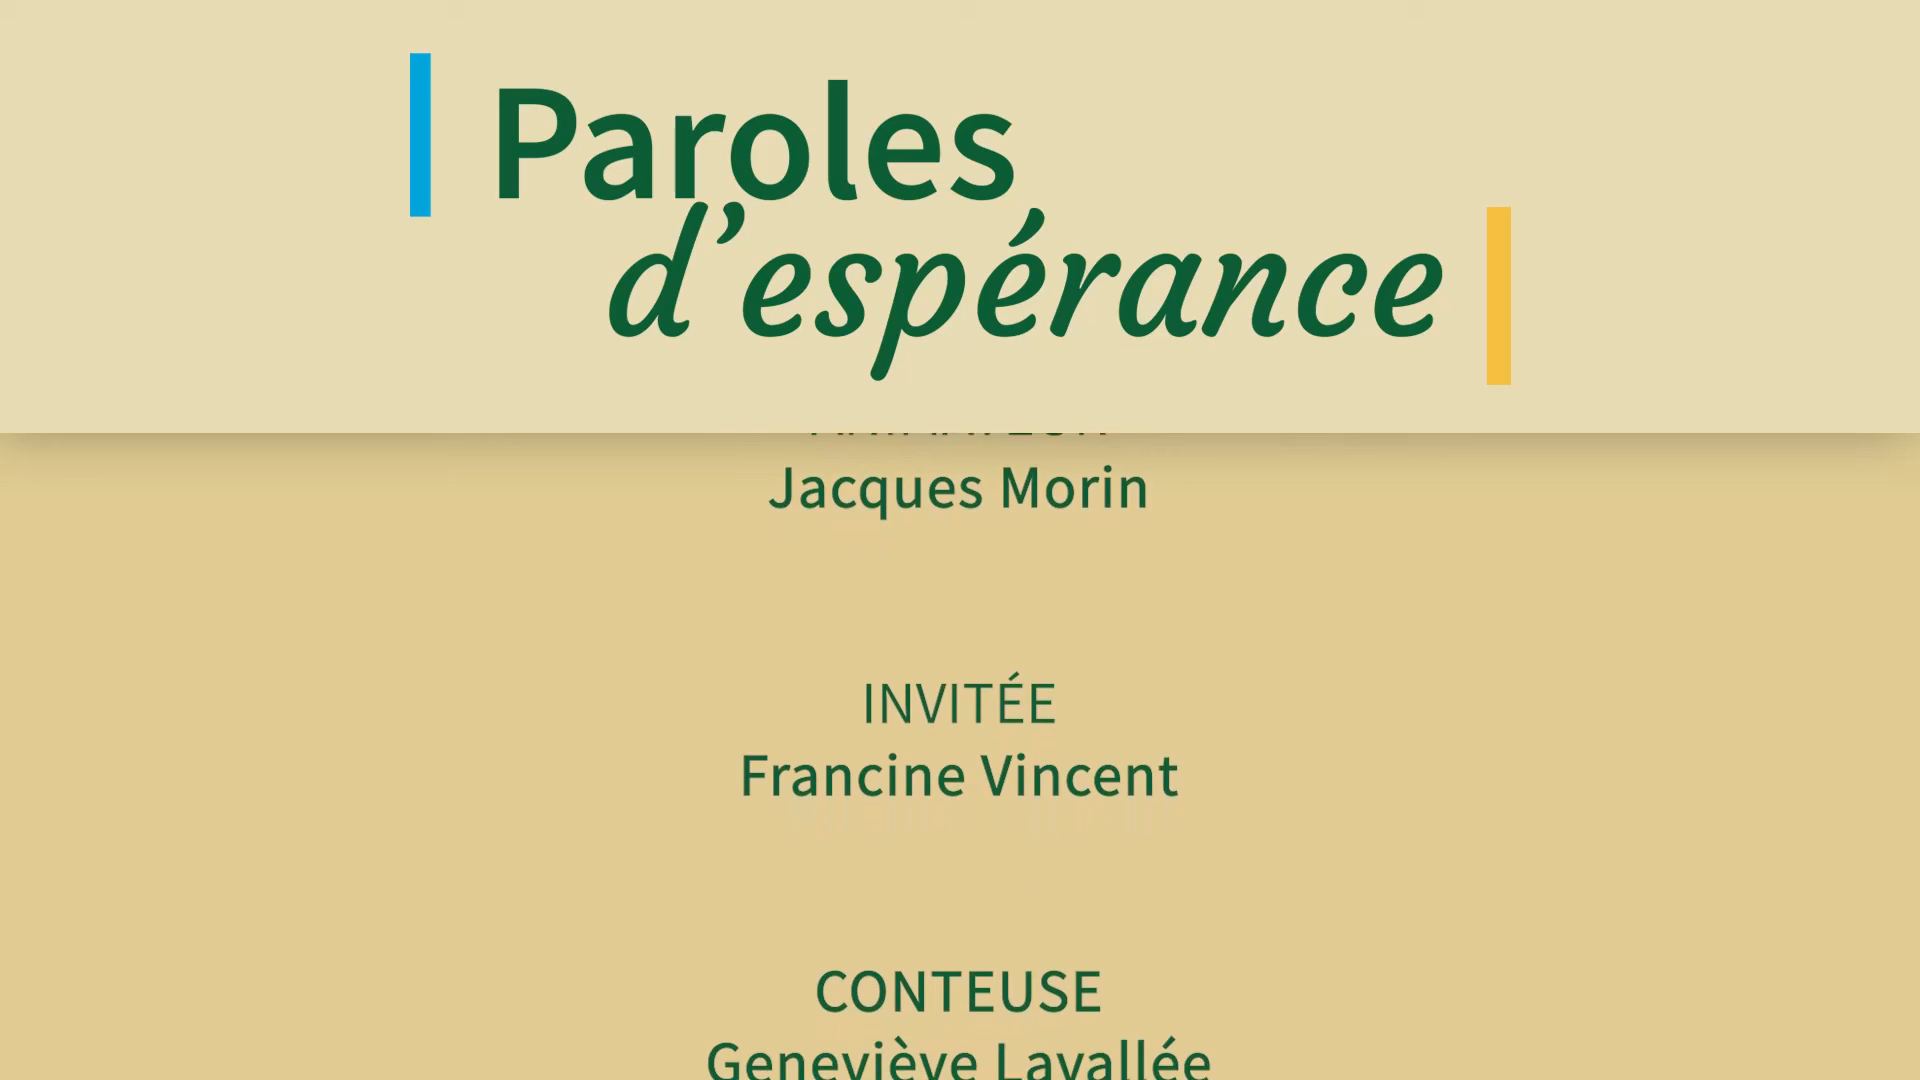 Paroles
d'espérance
Jacques Morin
INVITÉE
Francine Vincent
CONTEUSE
Geneviève Lavallée